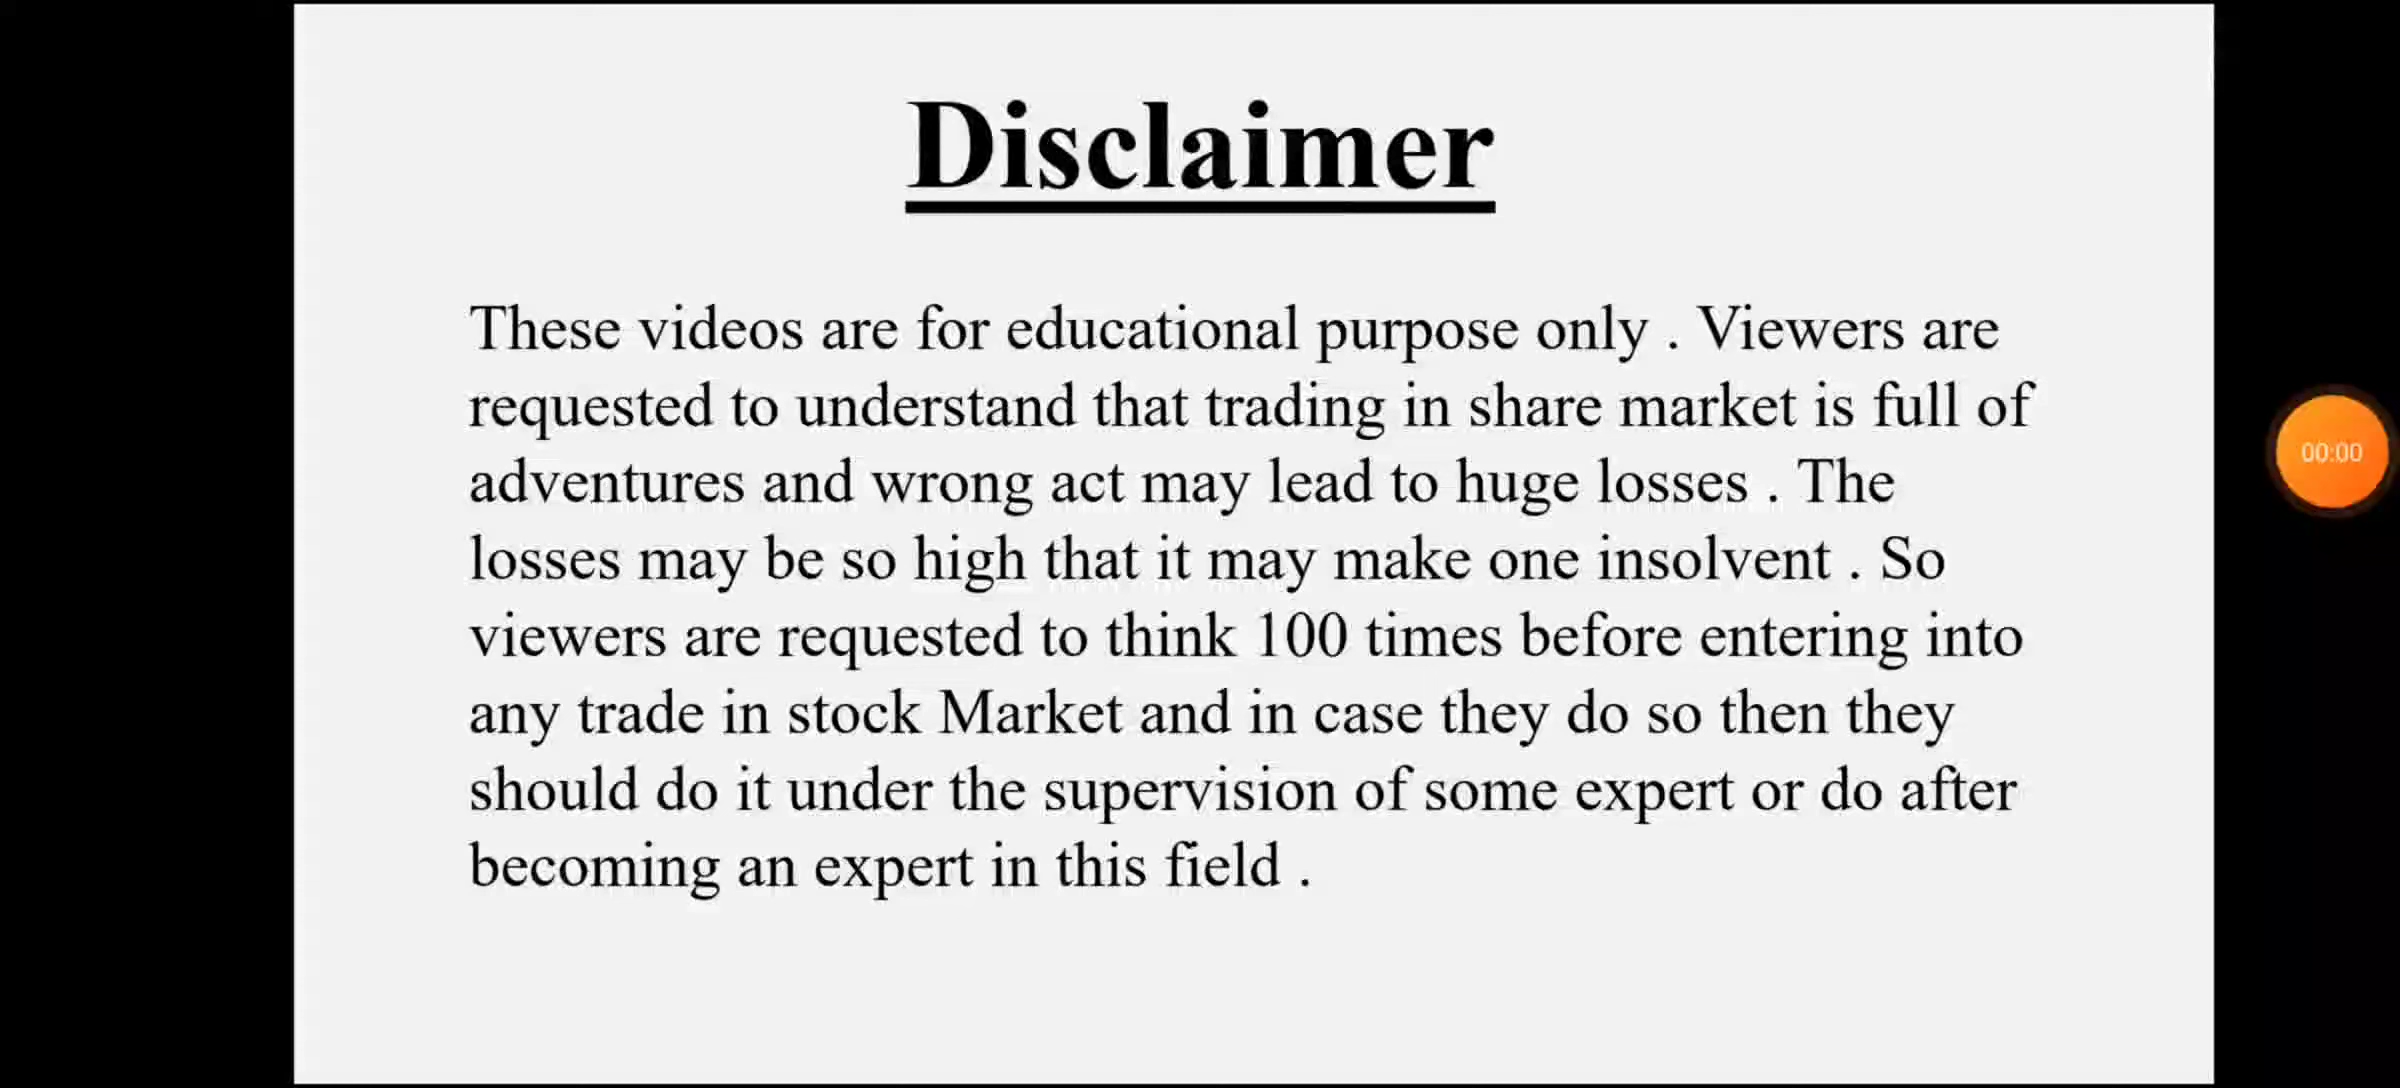 Disclaimer
These videos are for educational purpose only . Viewers are
requested to understand that trading in share market is full of
adventures and wrong act may lead to huge losses . The
losses may be so high that it may make one insolvent . So
viewers are requested to think 100 times before entering into
any trade in stock Market and in case they do so then they
should do it under the supervision of some expert or do after
becoming an expert in this field .
00:00